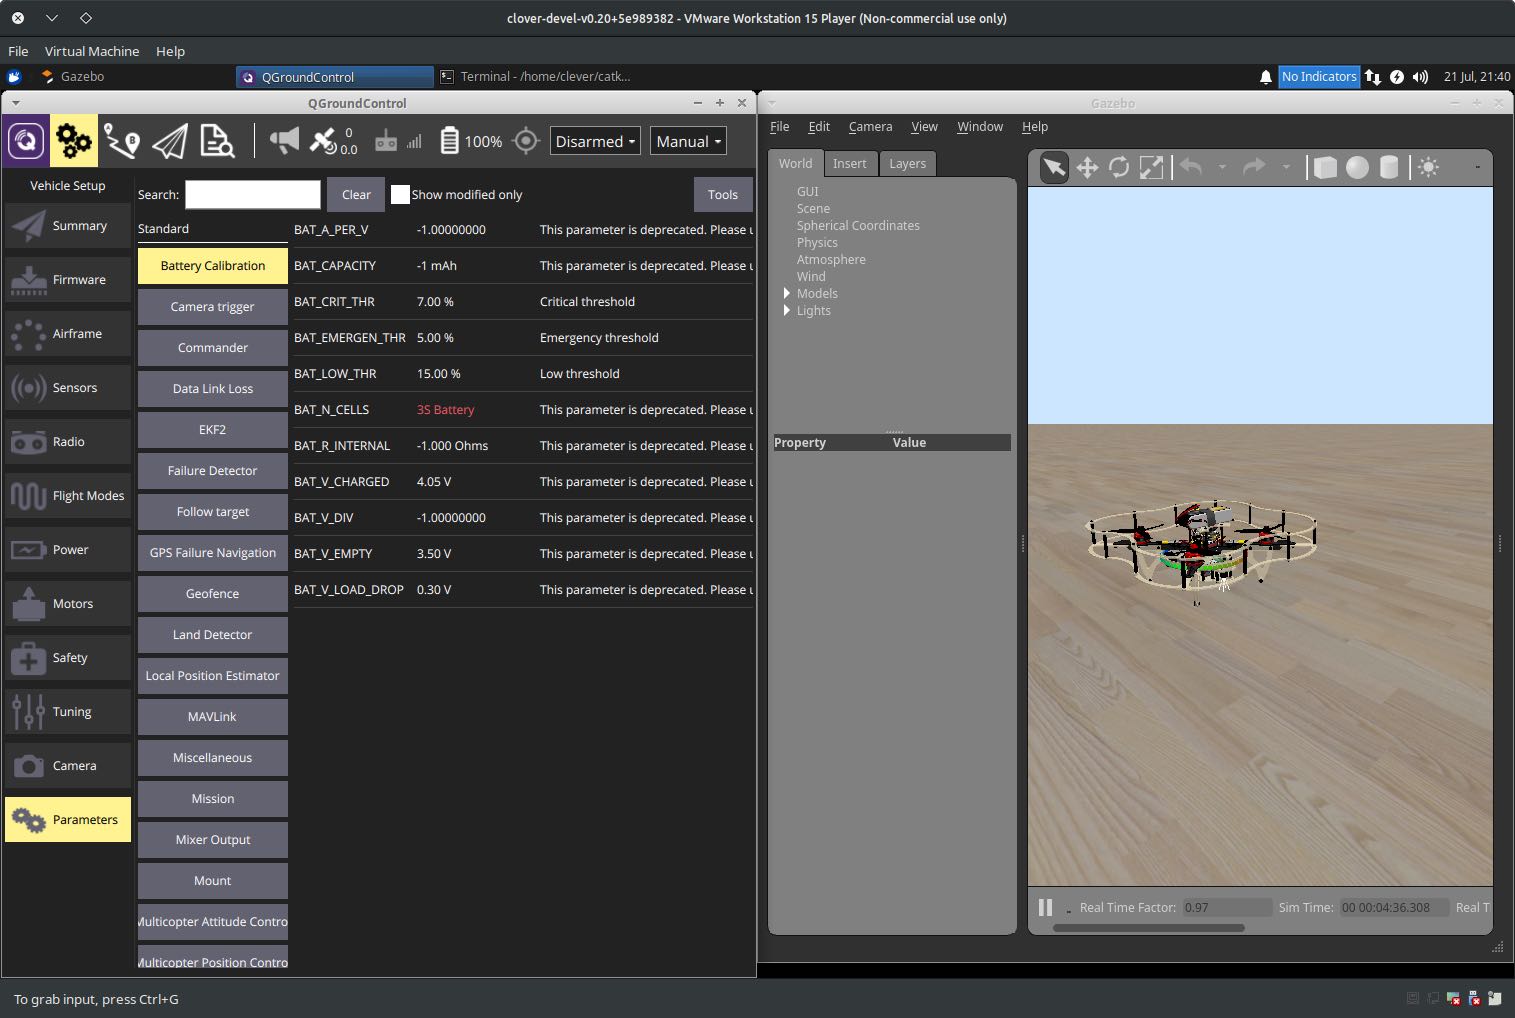 clover-devel-v0.20+5e989382 - VMware Workstation 15 Player (Non-commercial use only)
File Virtual Machine Help
Gazebo
QGroundControl
Terminal - /home/clever/catk...
No Indicators
21 Jul, 21:40
QGroundControl
0
0.0
100%
Disarmed
Manual
Vehicle Setup
Summary
Firmware
Airframe
Sensors
Radio
Flight Modes
Power
Motors
Safety
Tuning
Camera
Parameters
Search:
Clear
Show modified only
Tools
Standard
Battery Calibration
Camera trigger
Commander
Data Link Loss
EKF2
Failure Detector
Follow target
GPS Failure Navigation
Geofence
Land Detector
Local Position Estimator
MAVLink
Miscellaneous
Mission
Mixer Output
Mount
Multicopter Attitude Contro
Multicopter Position Contro
BAT_A_PER_V -1.00000000 This parameter is deprecated. Please u
BAT_CAPACITY -1 mAh This parameter is deprecated. Please u
BAT_CRIT_THR 7.00 % Critical threshold
BAT_EMERGEN_THR 5.00 % Emergency threshold
BAT_LOW_THR 15.00 % Low threshold
BAT_N_CELLS 3S Battery This parameter is deprecated. Please u
BAT_R_INTERNAL -1.000 Ohms This parameter is deprecated. Please u
BAT_V_CHARGED 4.05 V This parameter is deprecated. Please u
BAT_V_DIV -1.00000000 This parameter is deprecated. Please u
BAT_V_EMPTY 3.50 V This parameter is deprecated. Please u
BAT_V_LOAD_DROP 0.30 V This parameter is deprecated. Please u
Gazebo
File Edit Camera View Window Help
World Insert Layers
GUI
Scene
Spherical Coordinates
Physics
Atmosphere
Wind
Models
Lights
Property Value
Real Time Factor: 0.97 Sim Time: 00 00:04:36.308 Real T
To grab input, press Ctrl+G